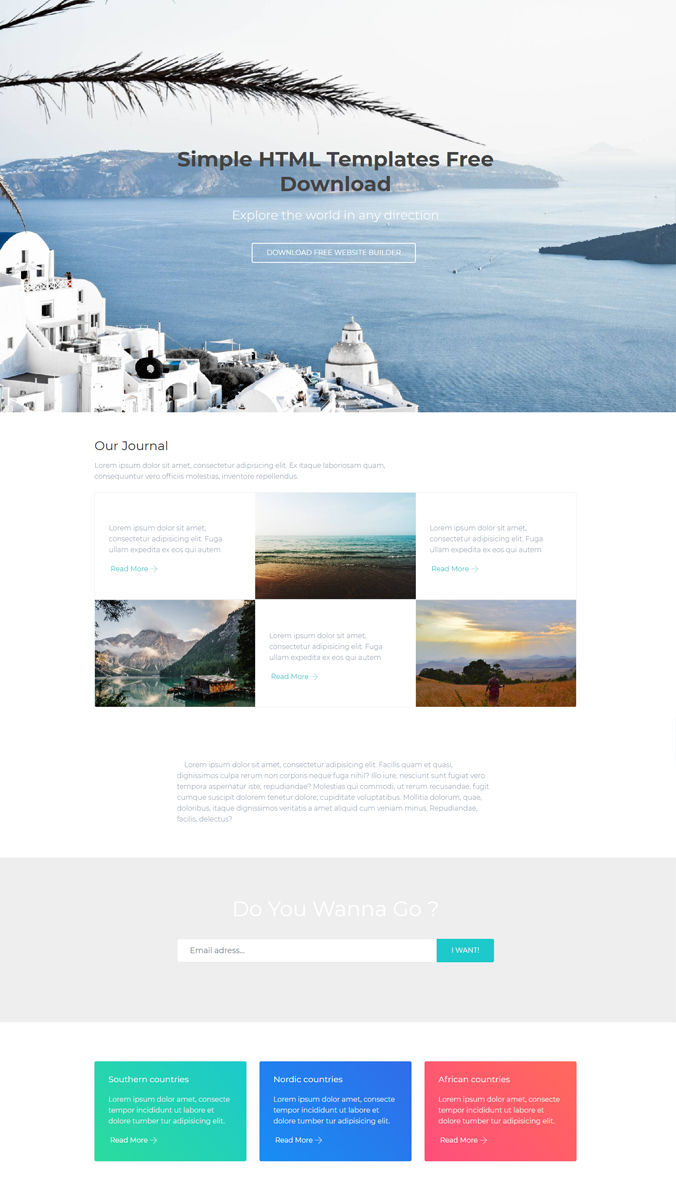 Simple HTML Templates Free
Download
Explore the world in any direction
DOWNLOAD FREE WEBSITE BUILDER
Our Journal
Lorem ipsum dolor sit amet, consectetur adipisicing elit. Ex itaque laboriosam quam,
consequuntur vero officiis molestias, inventore repellendus.
Lorem ipsum dolor sit amet,
consectetur adipisicing elit. Fuga
ullam expedita ex eos qui autem
Read More
Lorem ipsum dolor sit amet,
consectetur adipisicing elit. Fuga
ullam expedita ex eos qui autem
Read More
Lorem ipsum dolor sit amet,
consectetur adipisicing elit. Fuga
ullam expedita ex eos qui autem
Read More
Lorem ipsum dolor sit amet, consectetur adipisicing elit. Facilis quam et quasi,
dignissimos culpa rerum non corporis neque fuga nihil? Illo iure, nesciunt sunt fugiat vero
tempora aspernatur iste, repudiandae? Molestias qui commodi, ut rerum recusandae, fugit
cumque suscipit dolorem tenetur dolore, cupiditate voluptatibus. Mollitia dolorum, quae,
doloribus, itaque dignissimos veritatis a amet aliquid cum veniam minus. Repudiandae,
facilis, delectus?
Do You Wanna Go ?
Email adress...
I WANT!
Southern countries
Lorem ipsum dolor sit amet, consecte
tempor incididunt ut labore et
dolore tumber tur adipisicing elit.
Read More
Nordic countries
Lorem ipsum dolor sit amet, consecte
tempor incididunt ut labore et
dolore tumber tur adipisicing elit.
Read More
African countries
Lorem ipsum dolor sit amet, consecte
tempor incididunt ut labore et
dolore tumber tur adipisicing elit.
Read More